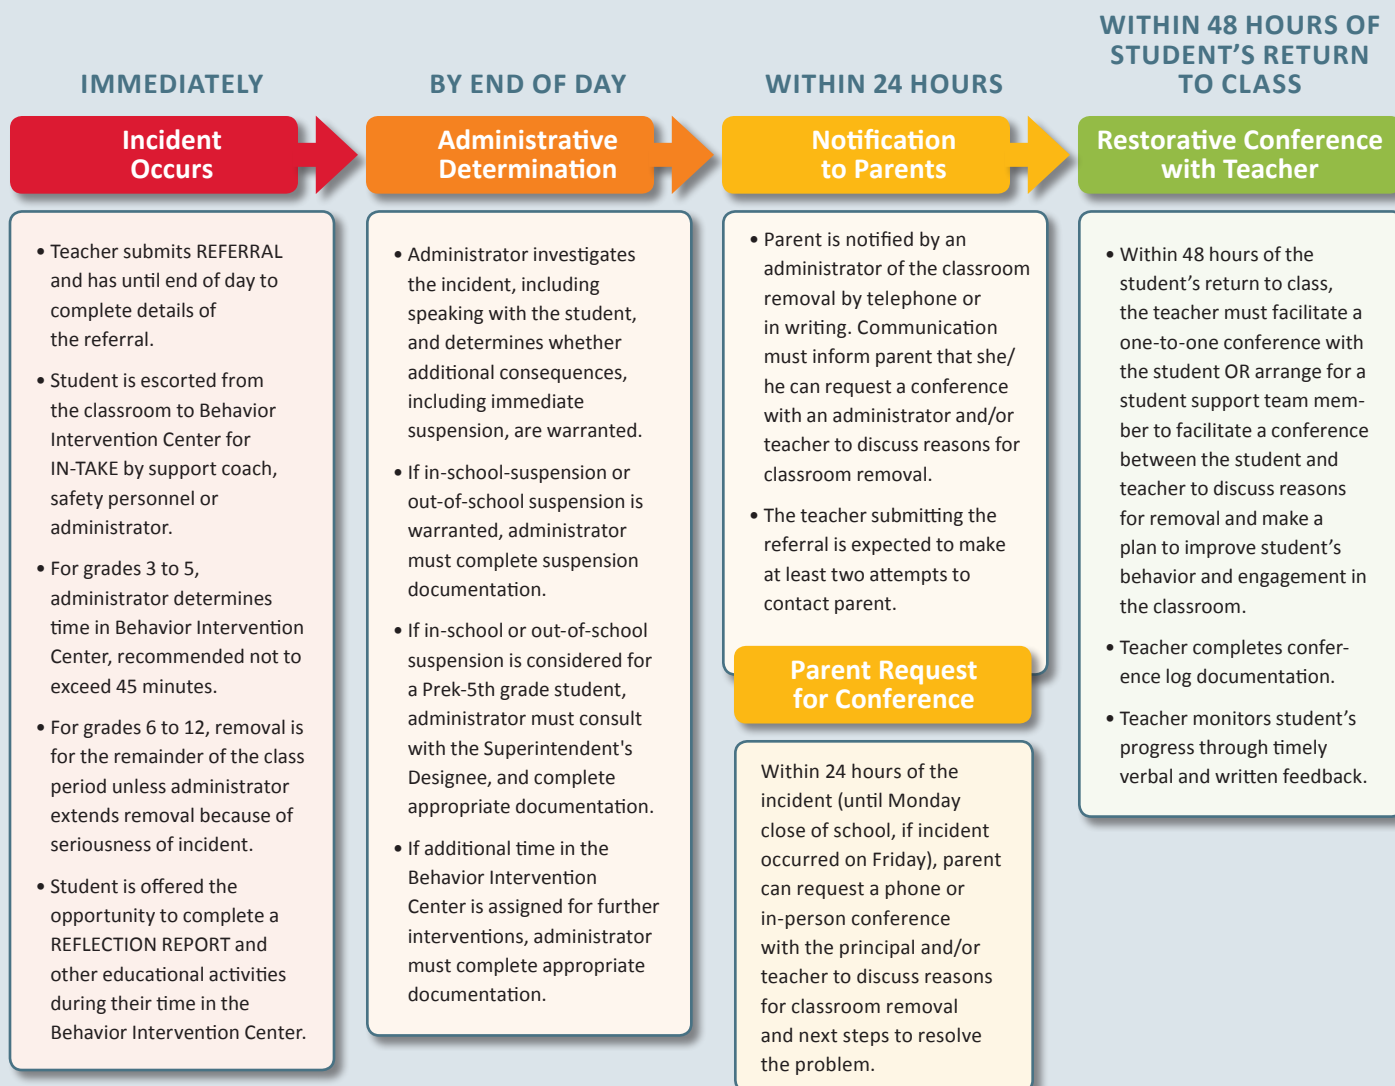 IMMEDIATELY
Incident
Occurs
• Teacher submits REFERRAL
and has until end of day to
complete details of
the referral.
• Student is escorted from
the classroom to Behavior
Intervention Center for
IN-TAKE by support coach,
safety personnel or
administrator.
• For grades 3 to 5,
administrator determines
time in Behavior Intervention
Center, recommended not to
exceed 45 minutes.
• For grades 6 to 12, removal is
for the remainder of the class
period unless administrator
extends removal because of
seriousness of incident.
• Student is offered the
opportunity to complete a
REFLECTION REPORT and
other educational activities
during their time in the
Behavior Intervention Center.
BY END OF DAY
Administrative
Determination
• Administrator investigates
the incident, including
speaking with the student,
and determines whether
additional consequences,
including immediate
suspension, are warranted.
• If in-school-suspension or
out-of-school suspension is
warranted, administrator
must complete suspension
documentation.
• If in-school or out-of-school
suspension is considered for
a Prek-5th grade student,
administrator must consult
with the Superintendent's
Designee, and complete
appropriate documentation.
• If additional time in the
Behavior Intervention
Center is assigned for further
interventions, administrator
must complete appropriate
documentation.
WITHIN 24 HOURS
Notification
to Parents
• Parent is notified by an
administrator of the classroom
removal by telephone or
in writing. Communication
must inform parent that she/
he can request a conference
with an administrator and/or
teacher to discuss reasons for
classroom removal.
• The teacher submitting the
referral is expected to make
at least two attempts to
contact parent.
Parent Request
for Conference
Within 24 hours of the
incident (until Monday
close of school, if incident
occurred on Friday), parent
can request a phone or
in-person conference
with the principal and/or
teacher to discuss reasons
for classroom removal
and next steps to resolve
the problem.
WITHIN 48 HOURS OF
STUDENT’S RETURN
TO CLASS
Restorative Conference
with Teacher
• Within 48 hours of the
student’s return to class,
the teacher must facilitate a
one-to-one conference with
the student OR arrange for a
student support team mem-
ber to facilitate a conference
between the student and
teacher to discuss reasons
for removal and make a
plan to improve student’s
behavior and engagement in
the classroom.
• Teacher completes confer-
ence log documentation.
• Teacher monitors student’s
progress through timely
verbal and written feedback.